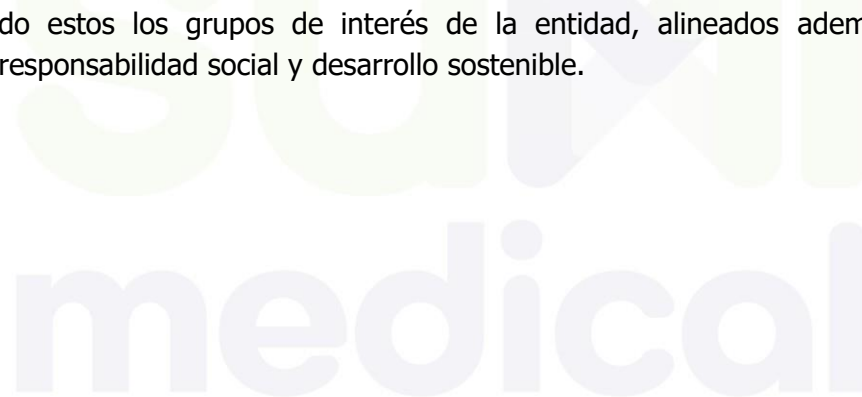 do estos los grupos de interés de la entidad, alineados adem
responsabilidad social y desarrollo sostenible.
medical